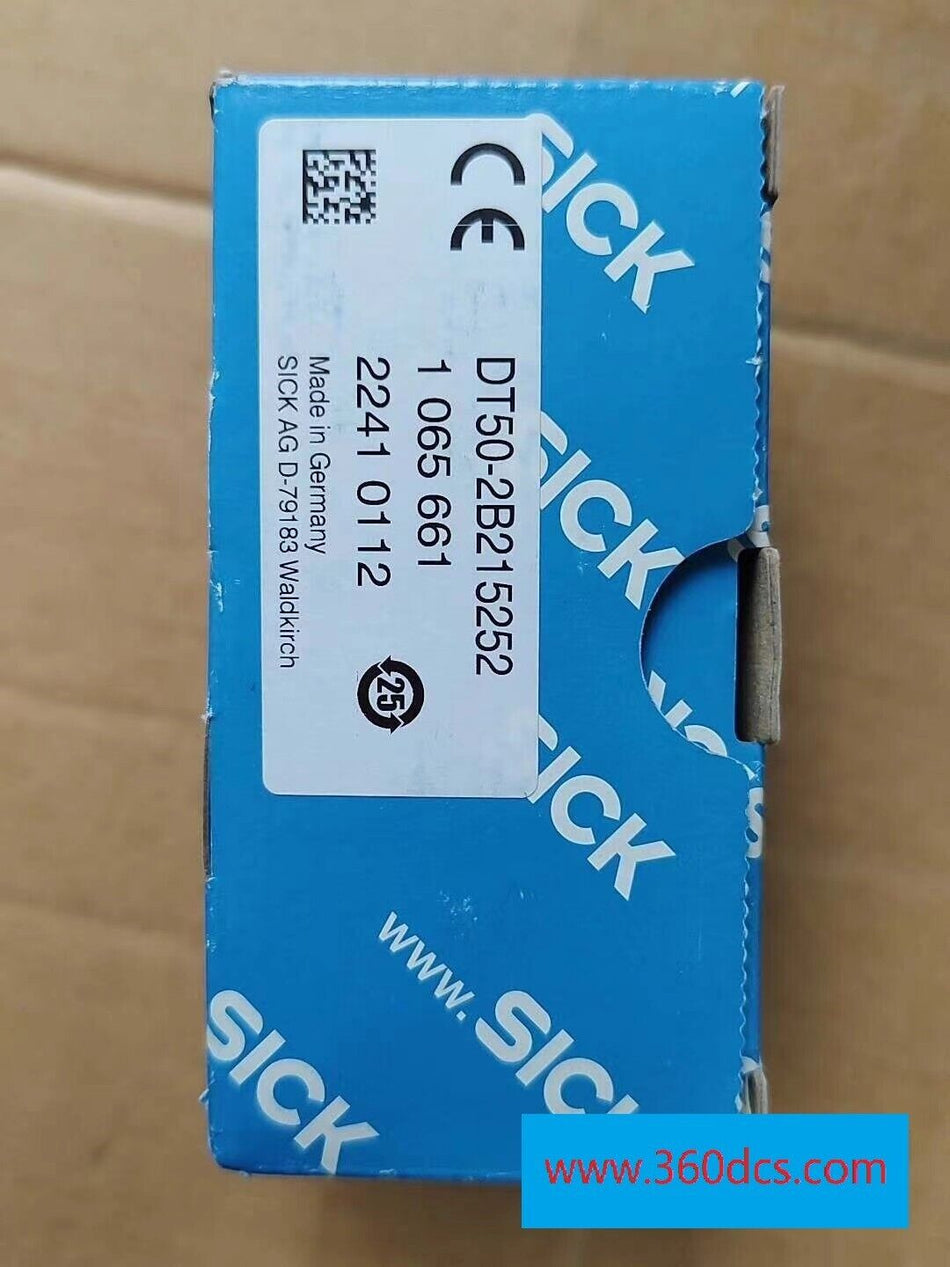 CE
DT50-2B215252
1 065 661
2241 0112
25
Made in Germany
SICK AG D-79183 Waldkirch
SICK
SICK
SICK
www.SICK
SICK
www.360dcs.com